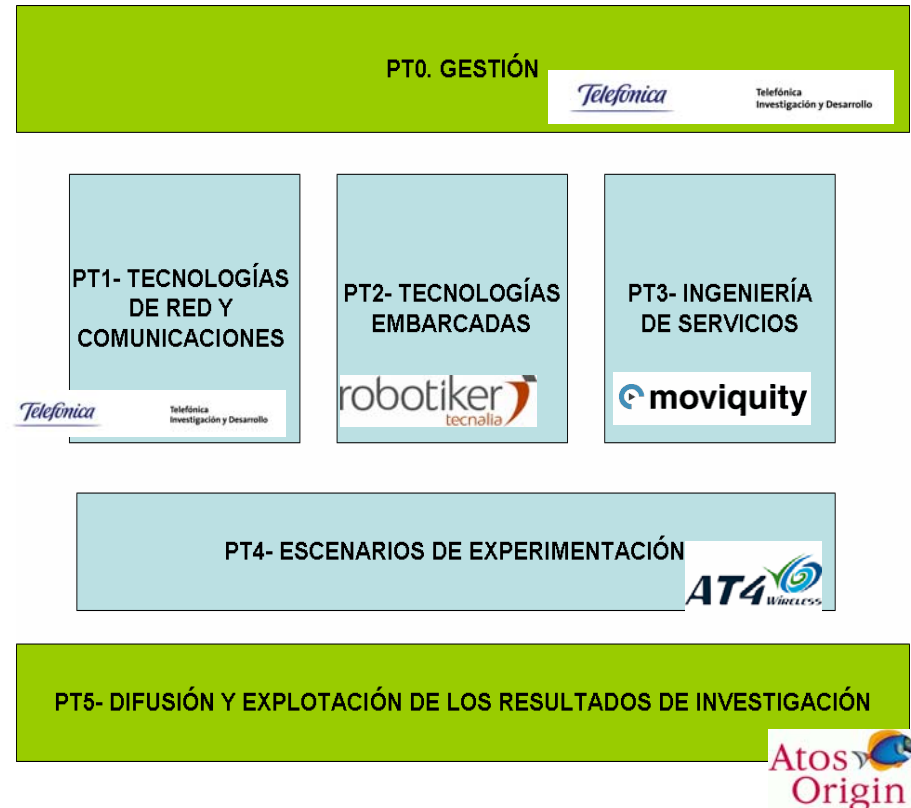 PT0. GESTIÓN
Telefónica
Telefónica
Investigación y Desarrollo
PT1- TECNOLOGÍAS
DE RED Y
COMUNICACIONES
Telefónica
Telefónica
Investigación y Desarrollo
PT2- TECNOLOGÍAS
EMBARCADAS
robotiker
tecnalia
PT3- INGENIERÍA
DE SERVICIOS
moviquity
PT4- ESCENARIOS DE EXPERIMENTACIÓN
AT4 WIRELESS
PT5- DIFUSIÓN Y EXPLOTACIÓN DE LOS RESULTADOS DE INVESTIGACIÓN
Atos
Origin